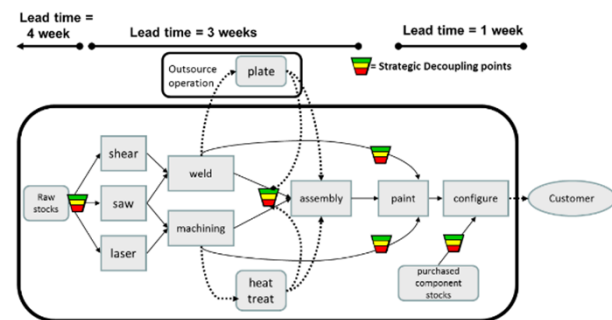 Lead time =
4 week
Lead time = 3 weeks
Lead time = 1 week
Outsource
operation
plate
= Strategic Decoupling points
shear
weld
Raw
stocks
saw
assembly
paint
configure
Customer
machining
laser
heat
treat
purchased
component
stocks